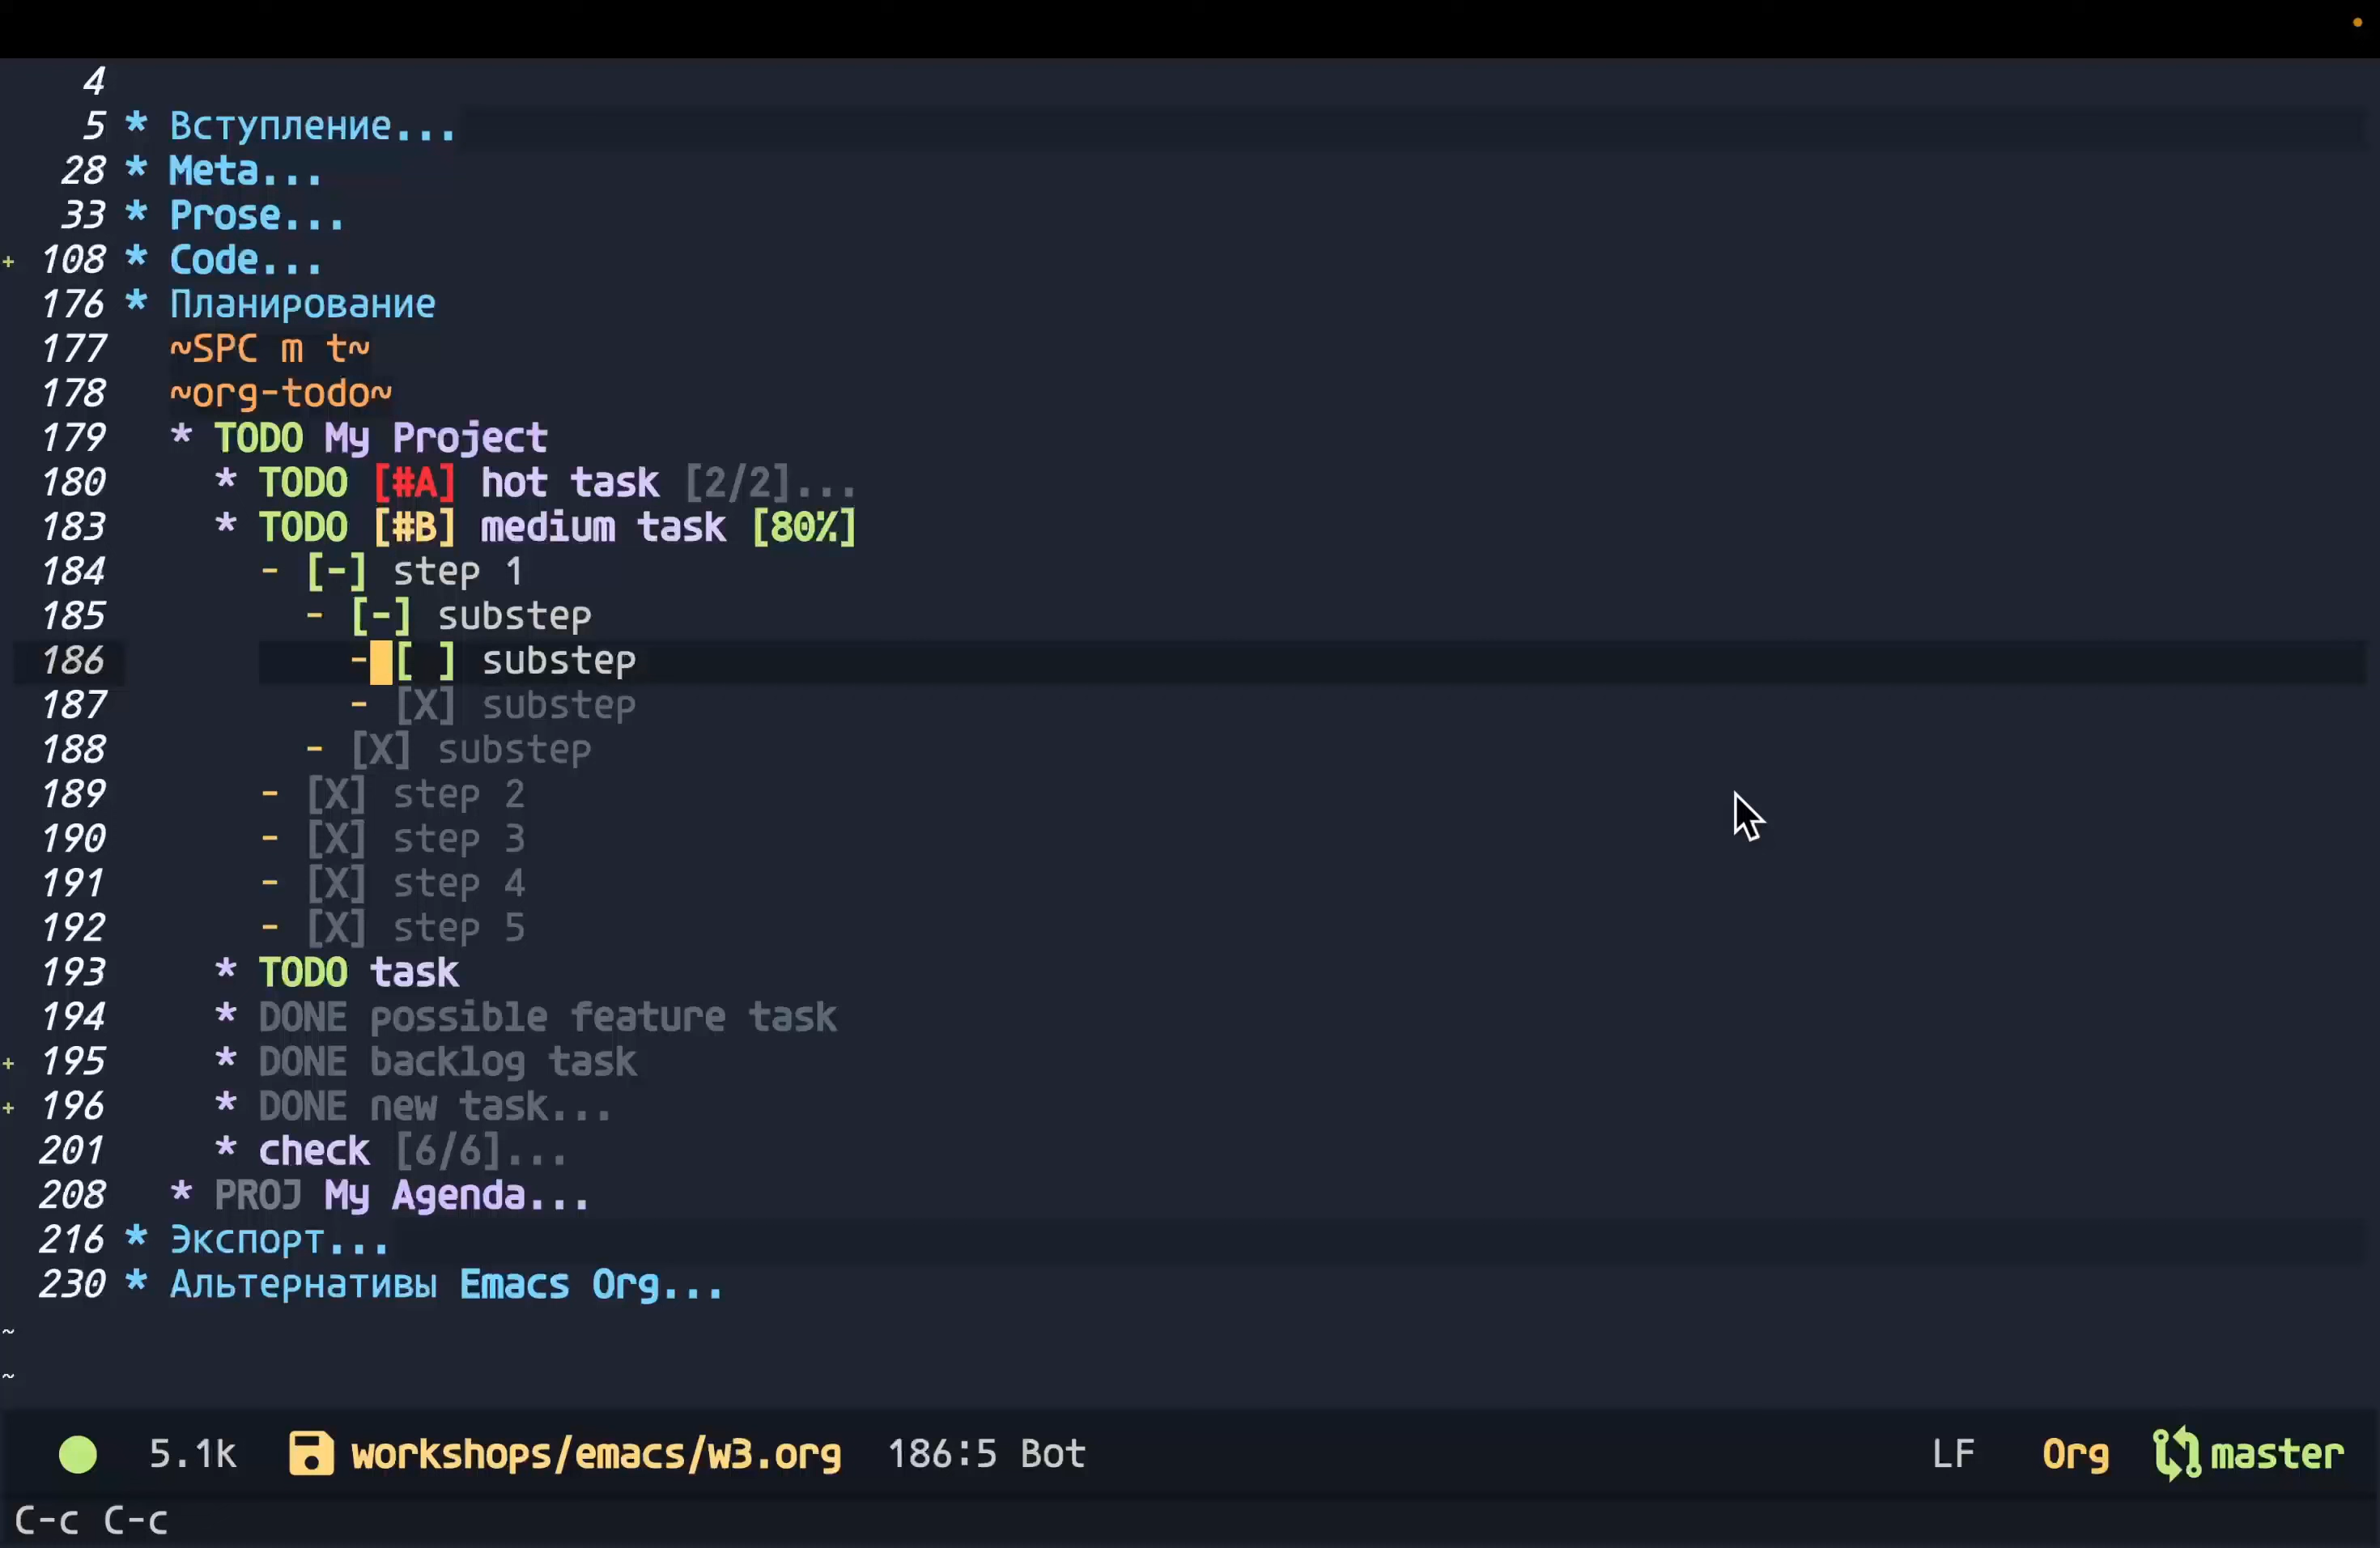 4
5 * Вступление...
28 * Meta...
33 * Prose...
+ 108 * Code...
176 * Планирование
177 ~SPC m t~
178 ~org-todo~
179 * TODO My Project
180 * TODO [#A] hot task [2/2]...
183 * TODO [#B] medium task [80%]
184 - [-] step 1
185 - [-] substep
186 - [ ] substep
187 - [X] substep
188 - [X] substep
189 - [X] step 2
190 - [X] step 3
191 - [X] step 4
192 - [X] step 5
193 * TODO task
194 * DONE possible feature task
+ 195 * DONE backlog task
+ 196 * DONE new task...
201 * check [6/6]...
208 * PROJ My Agenda...
216 * Экспорт...
230 * Альтернативы Emacs Org...
~
~
5.1k workshops/emacs/w3.org 186:5 Bot LF Org master
C-c C-c